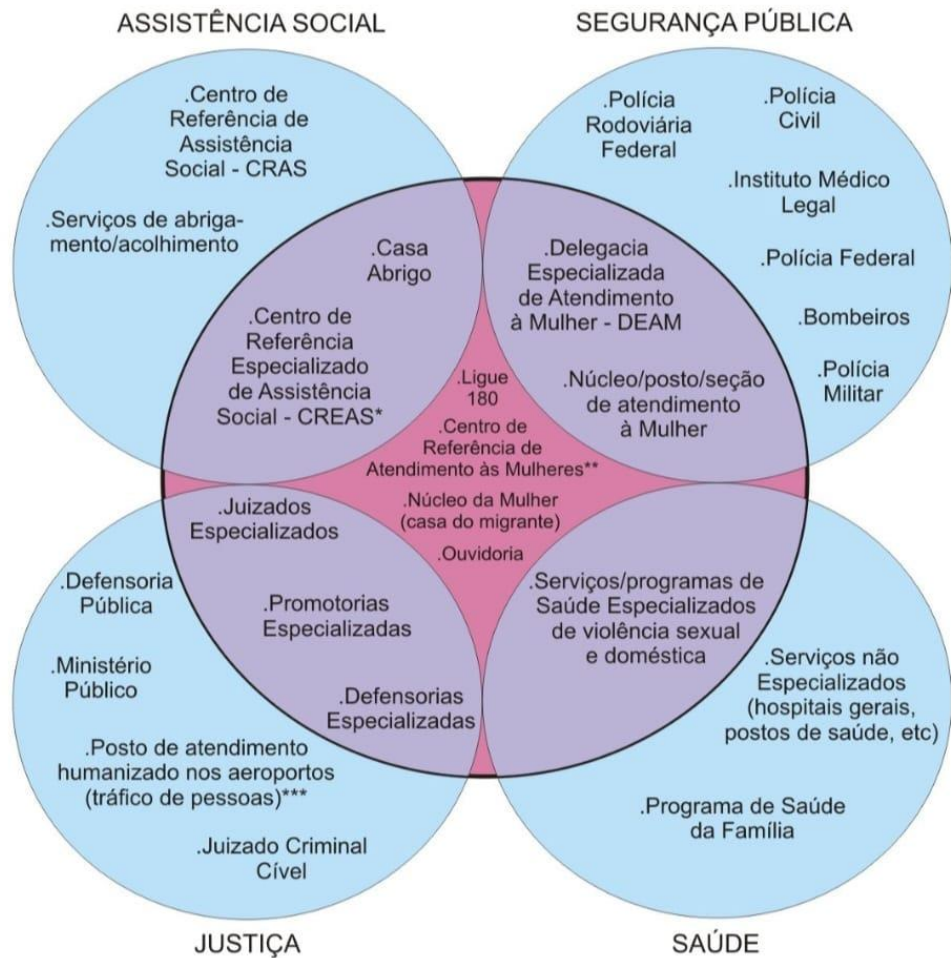 ASSISTÊNCIA SOCIAL
SEGURANÇA PÚBLICA
.Centro de
Referência de
Assistência
Social - CRAS
.Serviços de abriga-
mento/acolhimento
.Casa
Abrigo
.Centro de
Referência
Especializado
de Assistência
Social - CREAS*
.Polícia
Rodoviária
Federal
.Polícia
Civil
.Instituto Médico
Legal
.Polícia Federal
.Bombeiros
.Polícia
Militar
.Delegacia
Especializada
de Atendimento
à Mulher - DEAM
.Núcleo/posto/seção
de atendimento
à Mulher
.Ligue
180
.Centro de
Referência de
Atendimento às Mulheres**
.Núcleo da Mulher
(casa do migrante)
.Ouvidoria
.Juizados
Especializados
.Promotorias
Especializadas
.Defensorias
Especializadas
.Defensoria
Pública
.Ministério
Público
.Posto de atendimento
humanizado nos aeroportos
(tráfico de pessoas)***
.Juizado Criminal
Cível
.Serviços/programas de
Saúde Especializados
de violência sexual
e doméstica
.Serviços não
Especializados
(hospitais gerais,
postos de saúde, etc)
.Programa de Saúde
da Família
JUSTIÇA
SAÚDE